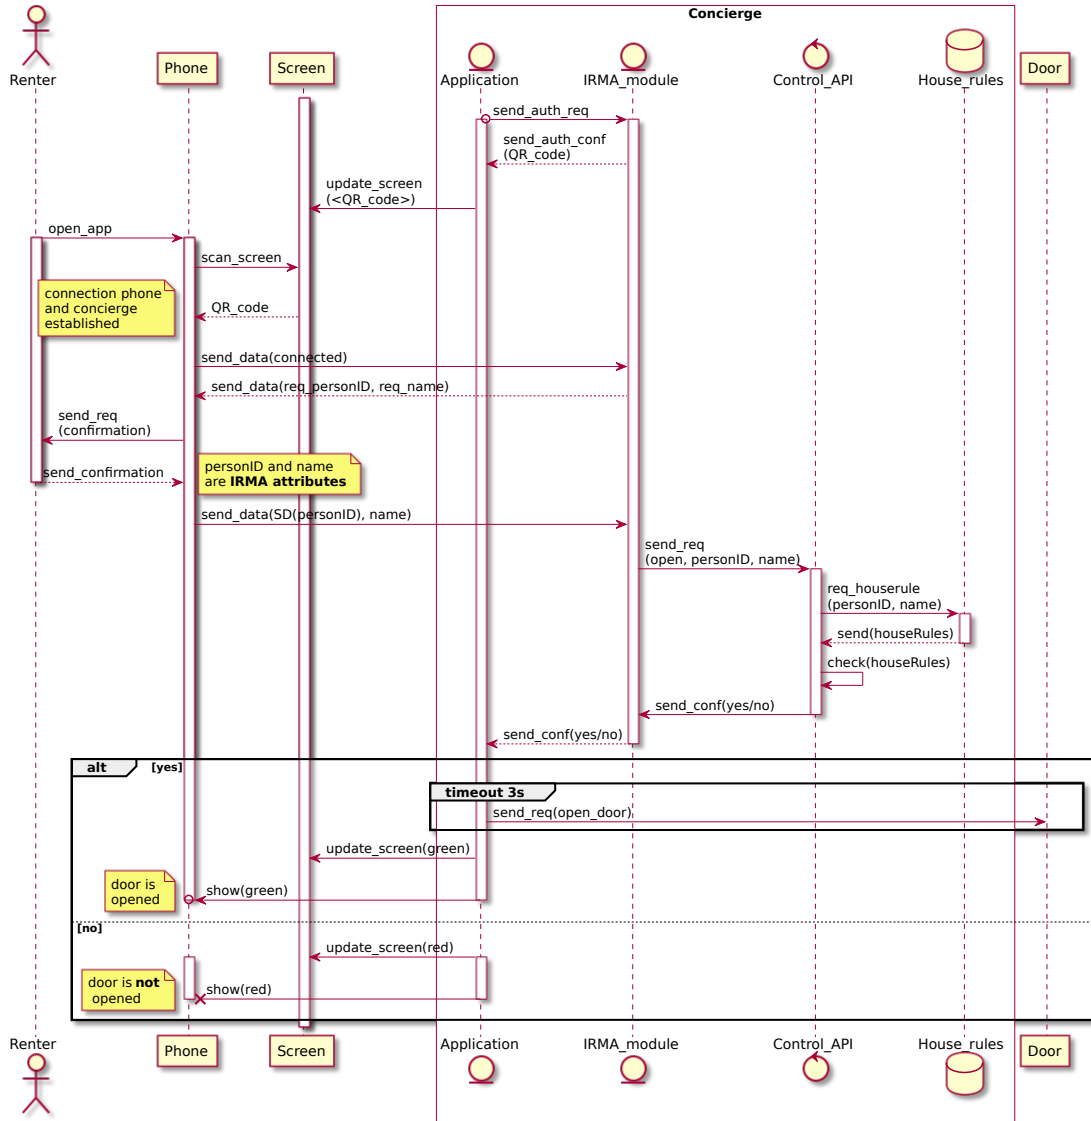 Concierge
Renter
Phone
Screen
Application
IRMA_module
Control_API
House_rules
Door
send_auth_req
send_auth_conf
(QR_code)
update_screen
(<QR_code>)
open_app
scan_screen
connection phone
and concierge
established
QR_code
send_data(connected)
send_data(req_personID, req_name)
send_req
(confirmation)
send_confirmation
personID and name
are IRMA attributes
send_data(SD(personID), name)
send_req
(open, personID, name)
req_houserule
(personID, name)
send(houseRules)
check(houseRules)
send_conf(yes/no)
send_conf(yes/no)
alt
[yes]
timeout 3s
send_req(open_door)
update_screen(green)
door is
opened
show(green)
[no]
update_screen(red)
door is not
opened
show(red)
Renter
Phone
Screen
Application
IRMA_module
Control_API
House_rules
Door